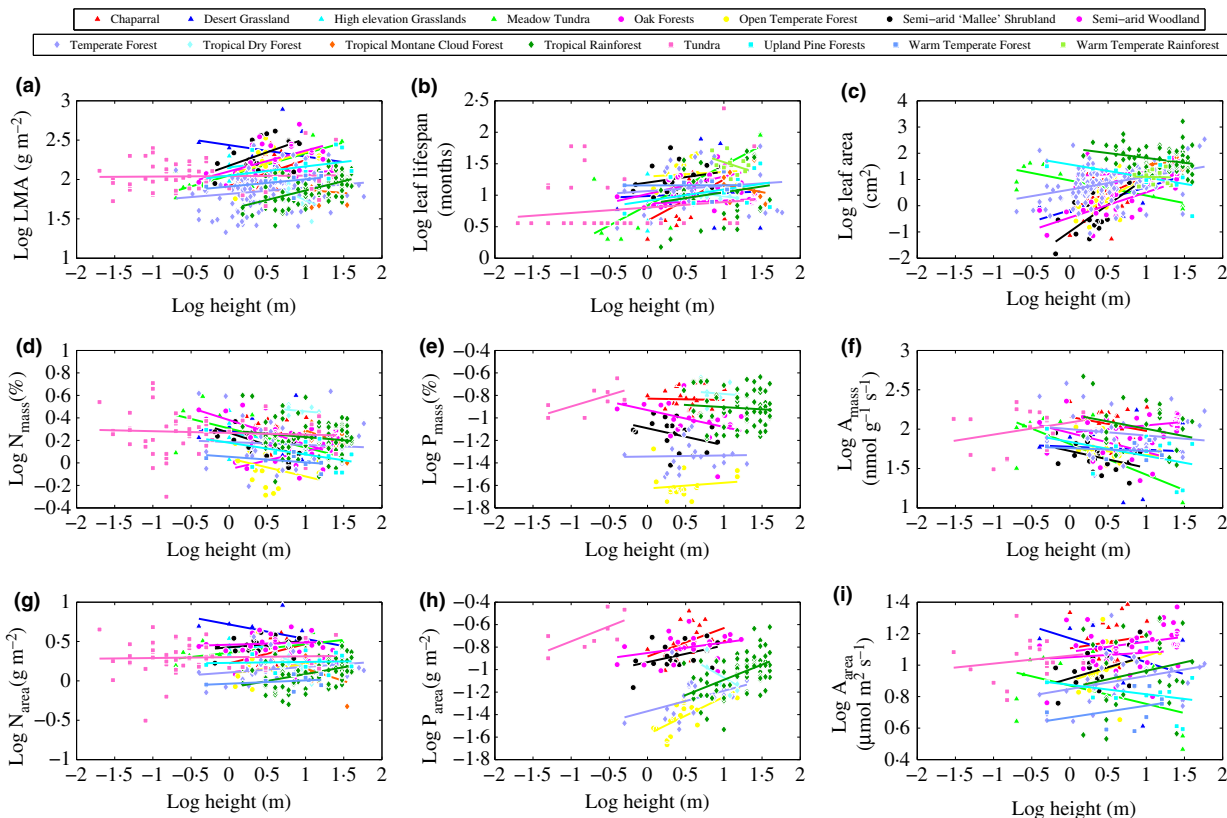 Chaparral Desert Grassland High elevation Grasslands Meadow Tundra Oak Forests Open Temperate Forest Semi-arid ‘Mallee’ Shrubland Semi-arid Woodland
Temperate Forest Tropical Dry Forest Tropical Montane Cloud Forest Tropical Rainforest Tundra Upland Pine Forests Warm Temperate Forest Warm Temperate Rainforest
(a)
3
2·5
2
1·5
1
Log LMA (g m−2)
−2 −1·5 −1 −0·5 0 0·5 1 1·5 2
Log height (m)
(b)
2·5
2
1·5
1
0·5
0
Log leaf lifespan
(months)
−2 −1·5 −1 −0·5 0 0·5 1 1·5 2
Log height (m)
(c)
4
3
2
1
0
−1
−2
Log leaf area
(cm2)
−2 −1·5 −1 −0·5 0 0·5 1 1·5 2
Log height (m)
(d)
1
0·8
0·6
0·4
0·2
0
−0·2
−0·4
Log Nmass(%)
−2 −1·5 −1 −0·5 0 0·5 1 1·5 2
Log height (m)
(e)
−0·4
−0·6
−0·8
−1
−1·2
−1·4
−1·6
−1·8
Log Pmass(%)
−2 −1·5 −1 −0·5 0 0·5 1 1·5 2
Log height (m)
(f)
3
2·5
2
1·5
1
Log Amass
(nmol g−1 s−1)
−2 −1·5 −1 −0·5 0 0·5 1 1·5 2
Log height (m)
(g)
1
0·5
0
−0·5
−1
Log Narea(g m−2)
−2 −1·5 −1 −0·5 0 0·5 1 1·5 2
Log height (m)
(h)
−0·4
−0·6
−0·8
−1
−1·2
−1·4
−1·6
−1·8
Log Parea(g m−2)
−2 −1·5 −1 −0·5 0 0·5 1 1·5 2
Log height (m)
(i)
1·4
1·2
1
0·8
0·6
0·4
Log Aarea
(μmol m2 s−1)
−2 −1·5 −1 −0·5 0 0·5 1 1·5 2
Log height (m)